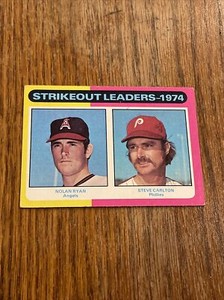 STRIKEOUT LEADERS-1974
A
P
NOLAN RYAN
Angels
STEVE CARLTON
Phillies